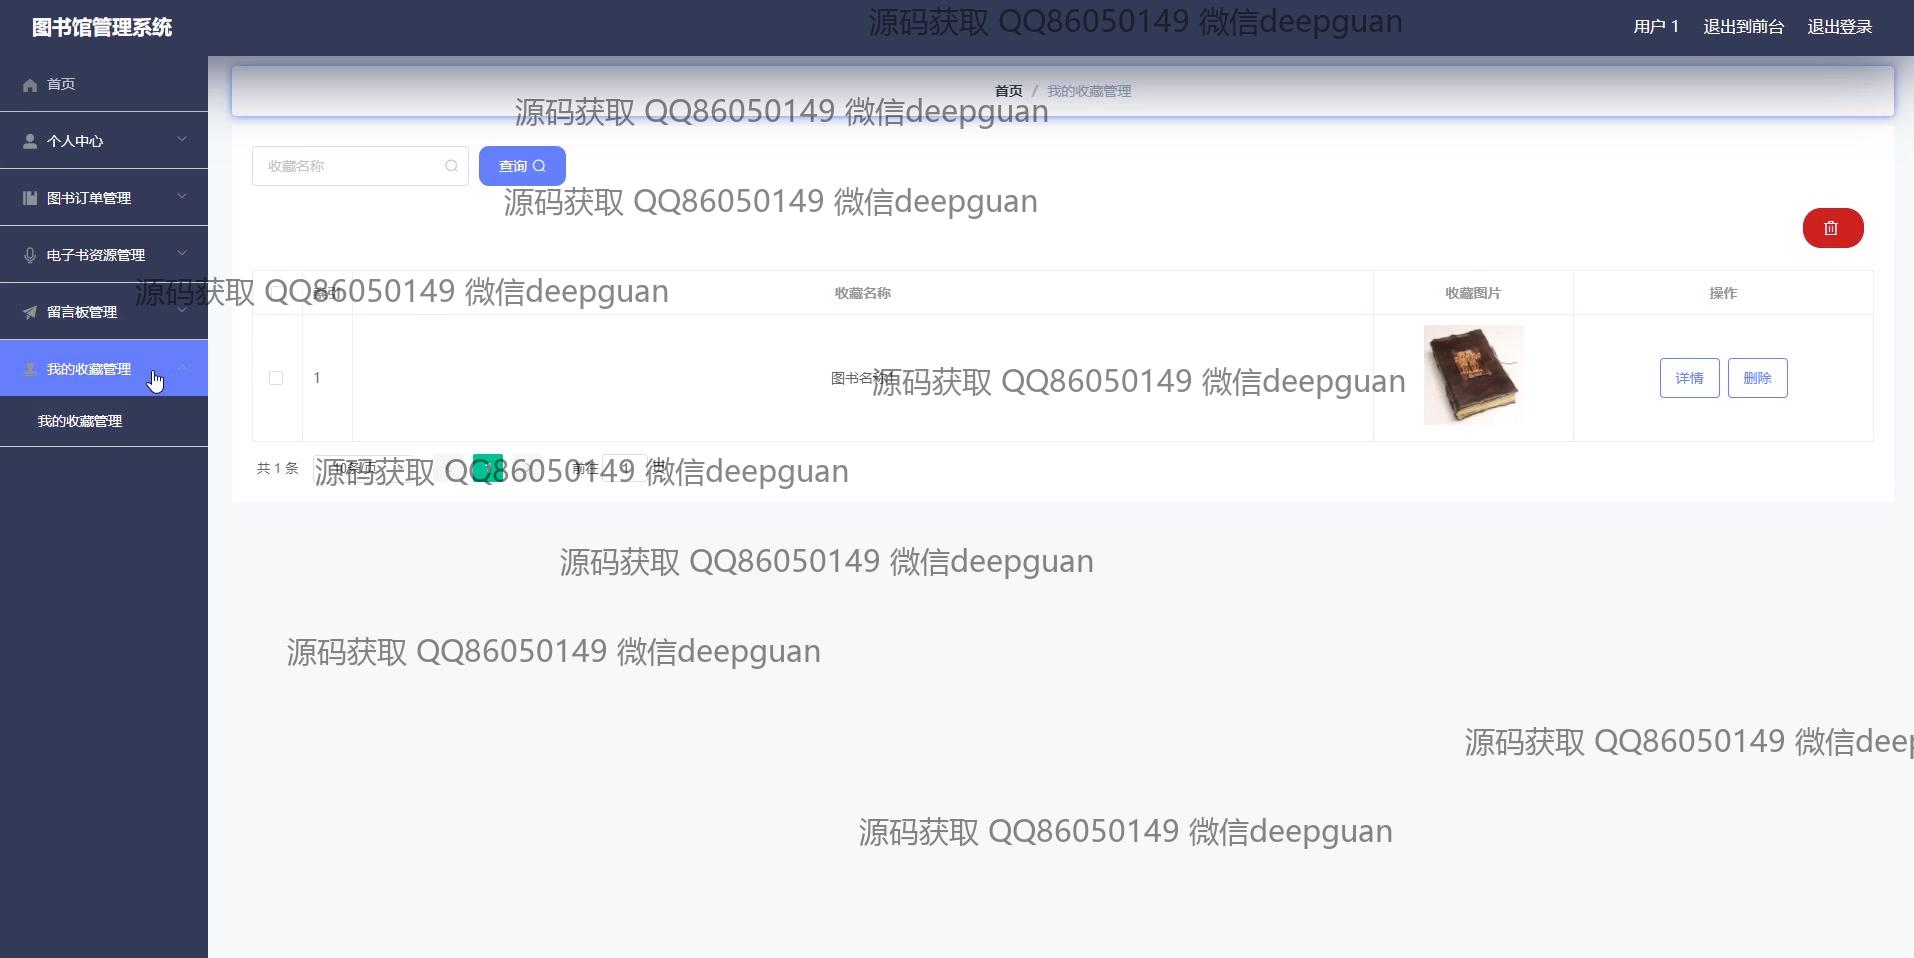 图书馆管理系统
源码获取 QQ86050149 微信deepguan
用户 1 退出到前台 退出登录
首页
个人中心
图书订单管理
电子书资源管理
留言板管理
我的收藏管理
我的收藏管理
首页 / 我的收藏管理
源码获取 QQ86050149 微信deepguan
收藏名称 查询
源码获取 QQ86050149 微信deepguan
源码获取 QQ86050149 微信deepguan
索引 收藏名称 收藏图片 操作
1 图书名称1 详情 删除
源码获取 QQ86050149 微信deepguan
共 1 条 10条/页 1 前往 1 页
源码获取 QQ86050149 微信deepguan
源码获取 QQ86050149 微信deepguan
源码获取 QQ86050149 微信deepguan
源码获取 QQ86050149 微信deep
源码获取 QQ86050149 微信deepguan